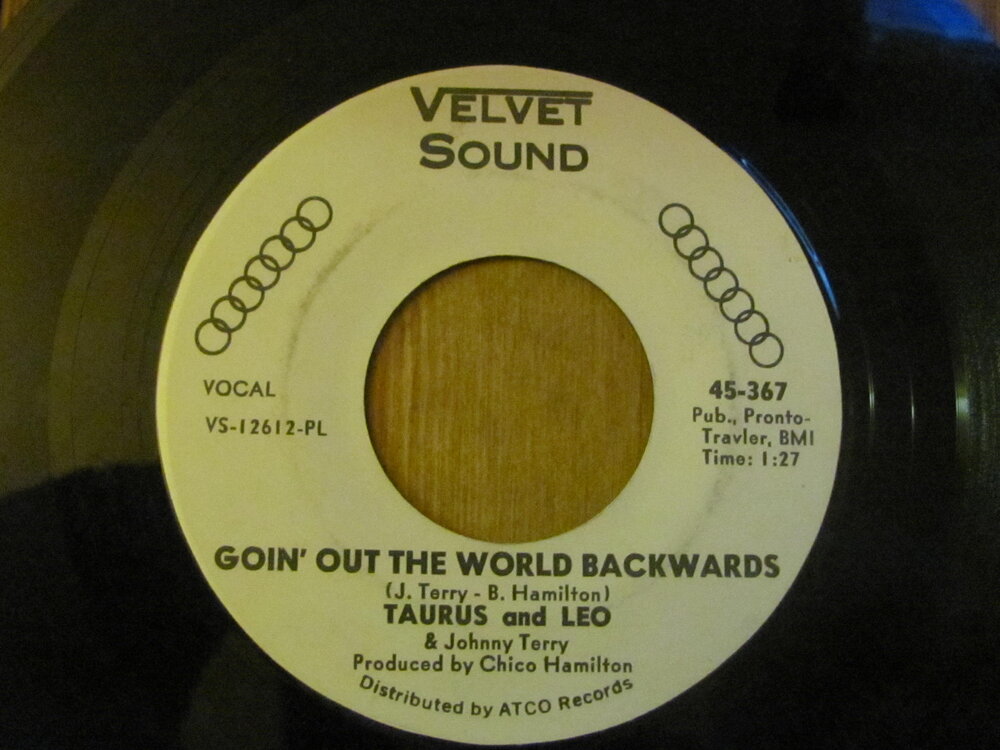 VELVET
SOUND
VOCAL
VS-12612-PL
45-367
Pub., Pronto-
Travler, BMI
Time: 1:27
GOIN' OUT THE WORLD BACKWARDS
(J. Terry - B. Hamilton)
TAURUS and LEO
& Johnny Terry
Produced by Chico Hamilton
Distributed by ATCO Records